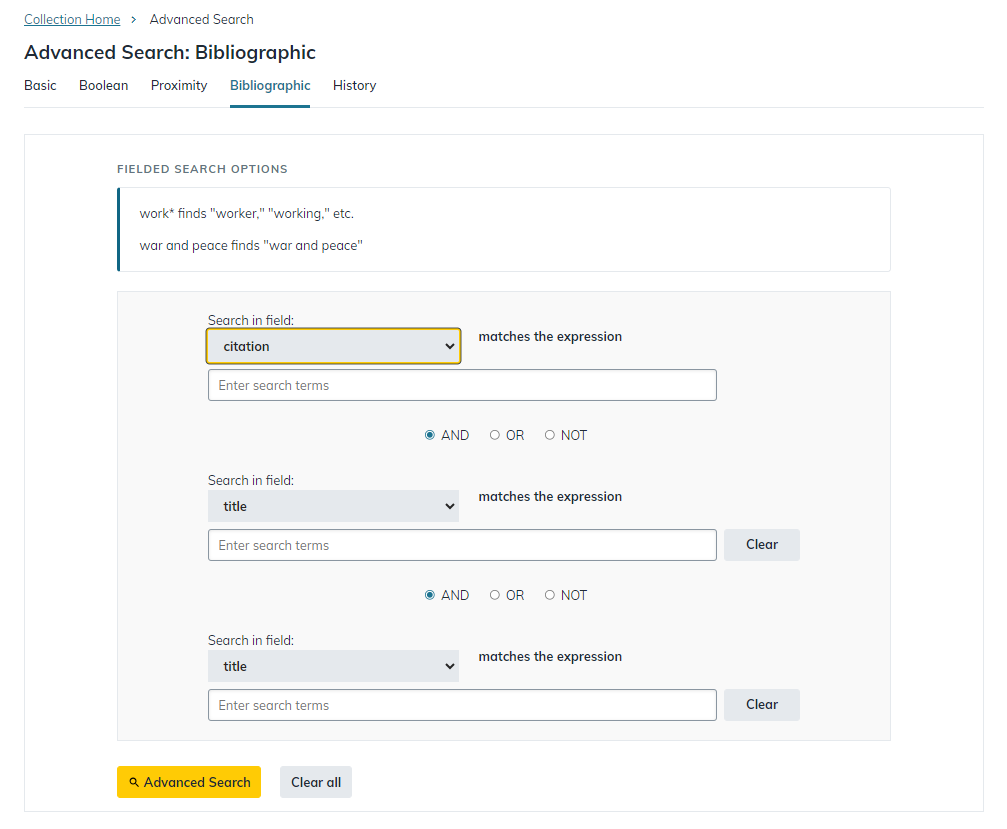 Collection Home > Advanced Search
Advanced Search: Bibliographic
Basic Boolean Proximity Bibliographic History
FIELDED SEARCH OPTIONS
work* finds "worker," "working," etc.
war and peace finds "war and peace"
Search in field:
citation matches the expression
Enter search terms
AND OR NOT
Search in field:
title matches the expression
Enter search terms Clear
AND OR NOT
Search in field:
title matches the expression
Enter search terms Clear
Advanced Search Clear all